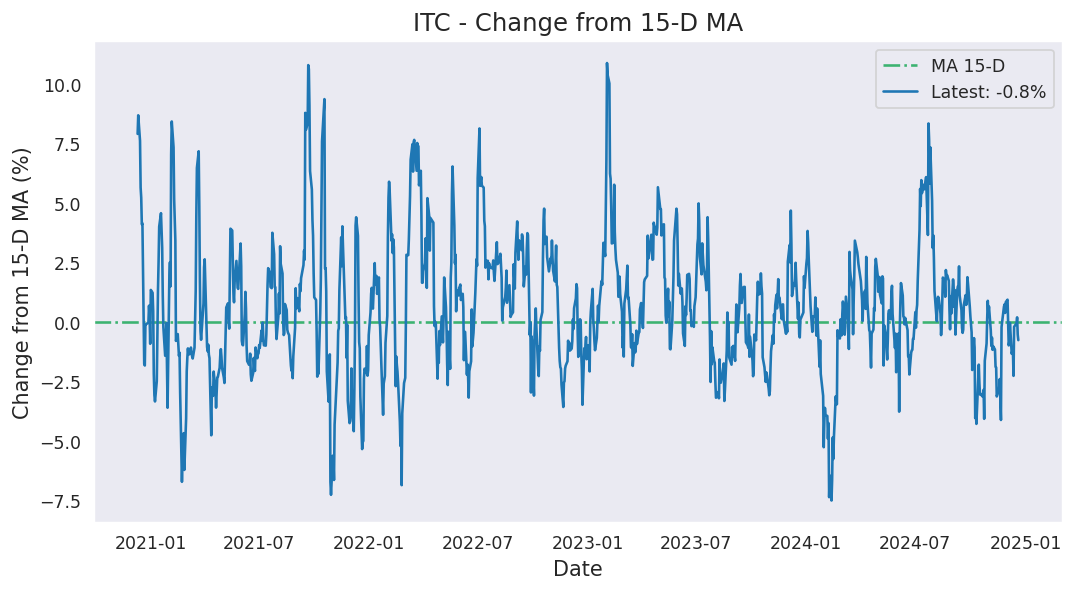 ITC - Change from 15-D MA
MA 15-D
Latest: -0.8%
Change from 15-D MA (%)
10.0
7.5
5.0
2.5
0.0
−2.5
−5.0
−7.5
2021-01 2021-07 2022-01 2022-07 2023-01 2023-07 2024-01 2024-07 2025-01
Date